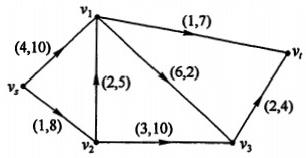 v₁
(1,7)
(4,10)
vₜ
(6,2)
(2,5)
vₛ
(2,4)
(1,8)
(3,10)
v₂
v₃